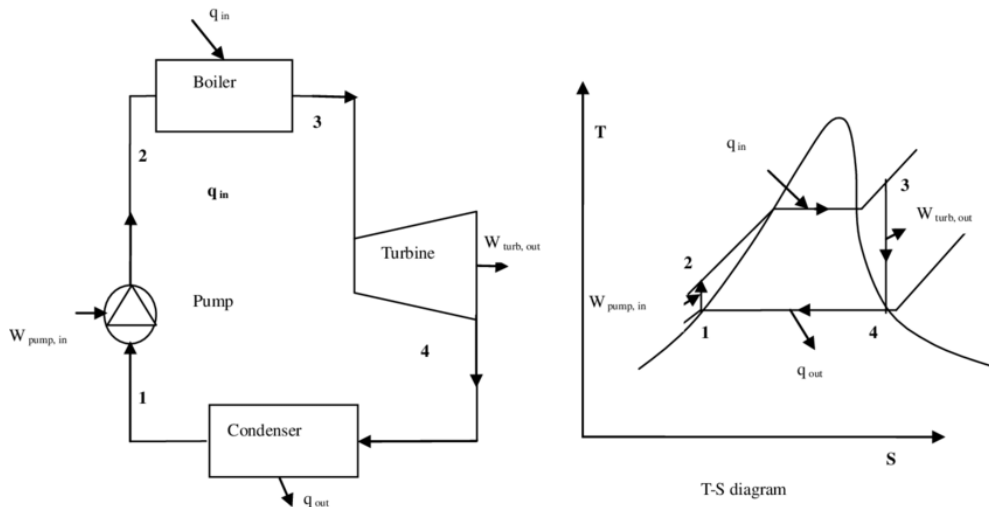 q in
Boiler
3
2
q in
Turbine
W turb, out
Pump
W pump, in
4
1
Condenser
q out
T
q in
3
W turb, out
2
W pump, in
1
4
q out
S
T-S diagram